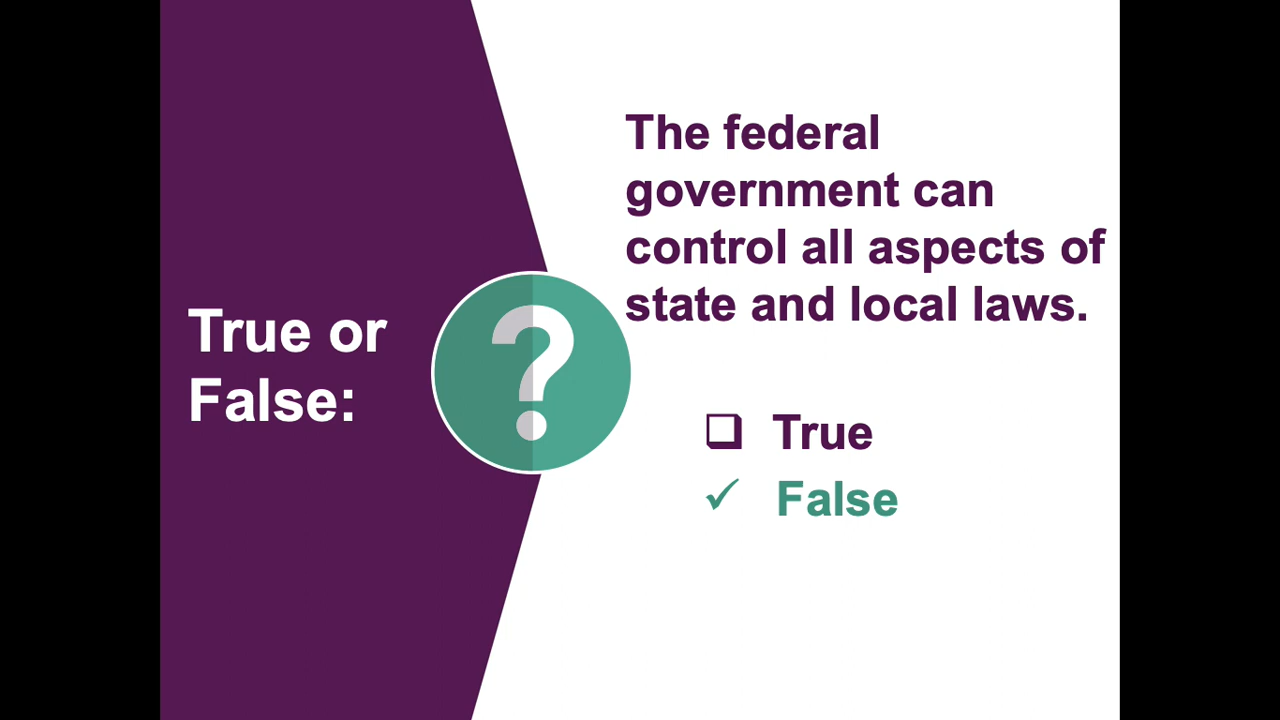 True or
False:
?
The federal
government can
control all aspects of
state and local laws.
❑ True
✓ False